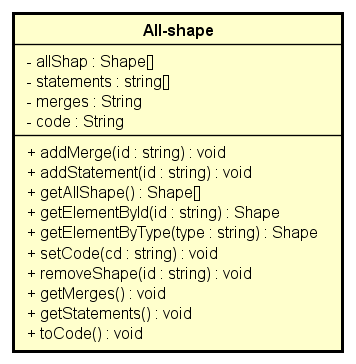 All-shape
- allShap : Shape[]
- statements : string[]
- merges : String
- code : String
+ addMerge(id : string) : void
+ addStatement(id : string) : void
+ getAllShape() : Shape[]
+ getElementById(id : string) : Shape
+ getElementByType(type : string) : Shape
+ setCode(cd : string) : void
+ removeShape(id : string) : void
+ getMerges() : void
+ getStatements() : void
+ toCode() : void